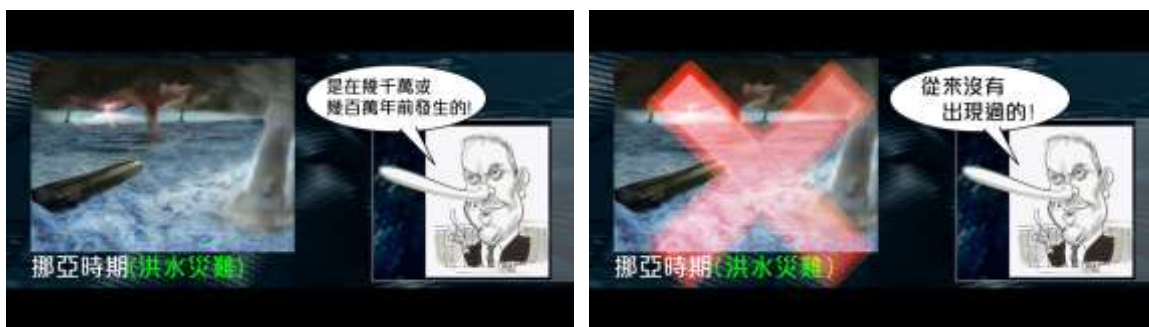 是在幾千萬或
幾百萬年前發生的!
挪亞時期(洪水災難)
從來沒有
出現過的!
挪亞時期(洪水災難)